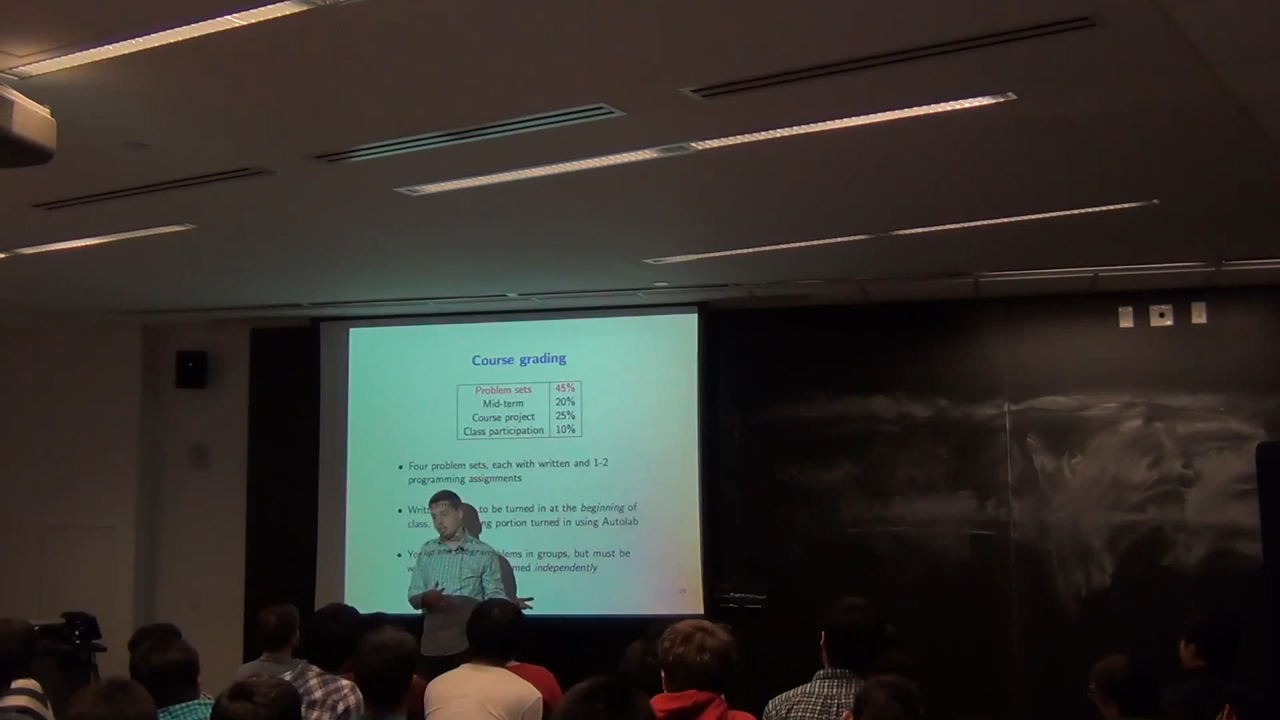 Course grading
Problem sets 45%
Mid-term 20%
Course project 25%
Class participation 10%
• Four problem sets, each with written and 1-2
programming assignments
• to be turned in at the beginning of
class. portion turned in using Autolab
• in groups, but must be
independently